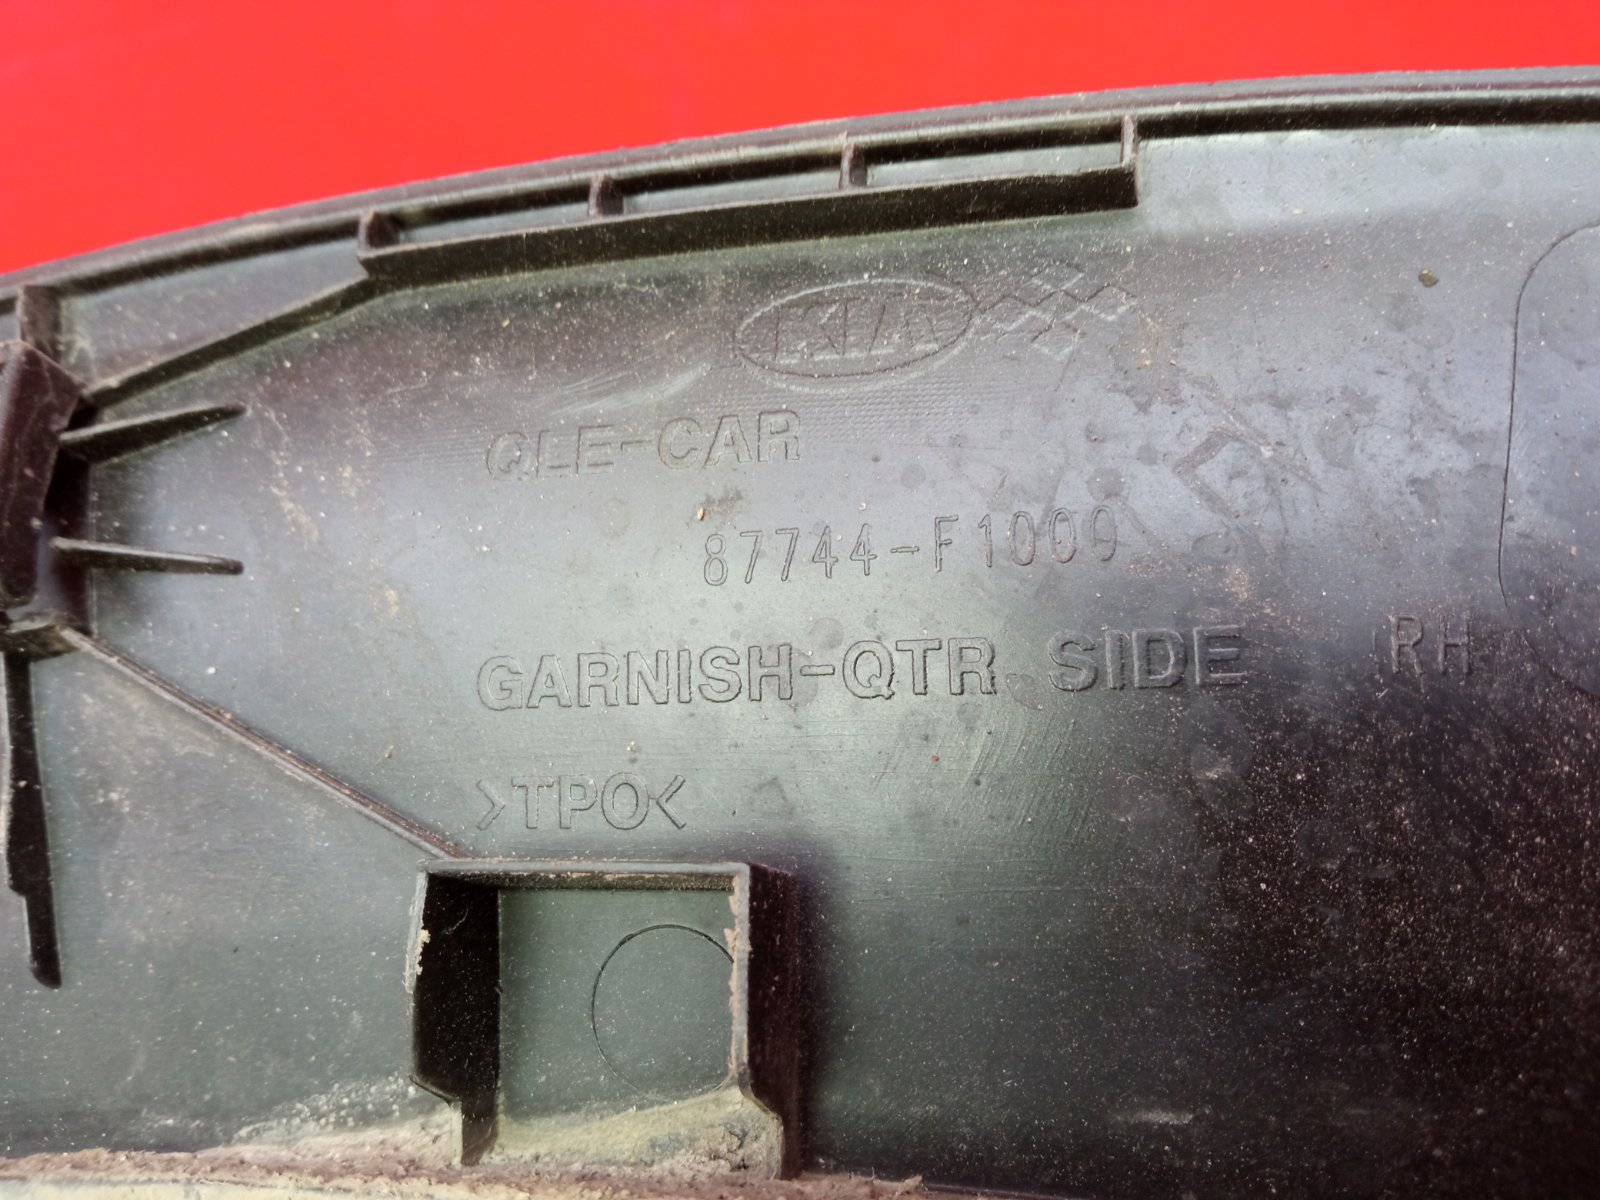 KIA
QLE-CAR
87744-F1000
GARNISH-QTR SIDE RH
>TPO<